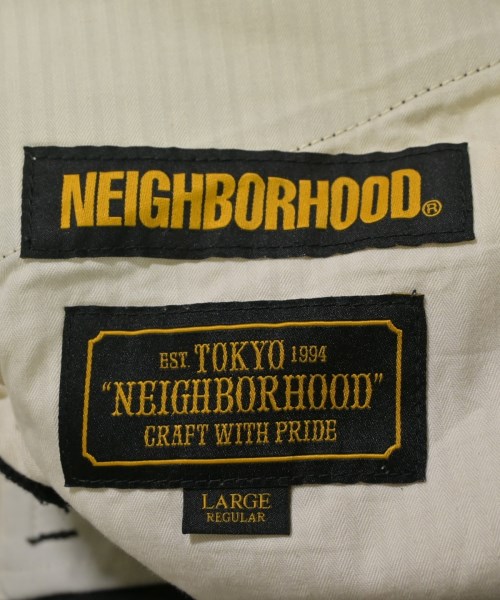 NEIGHBORHOOD®
EST. TOKYO 1994
"NEIGHBORHOOD"
CRAFT WITH PRIDE
LARGE
REGULAR